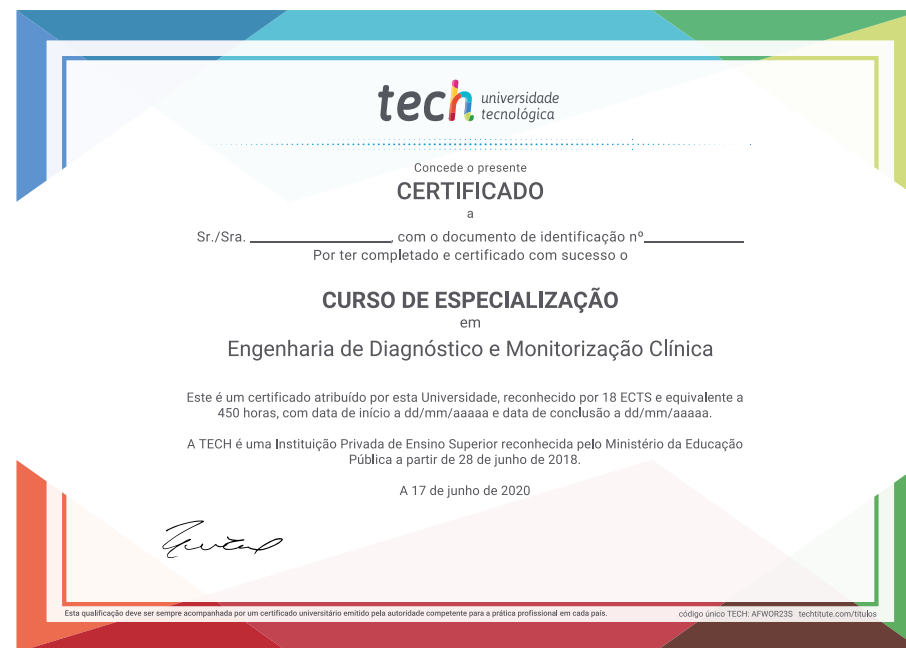 tech universidade
tecnológica
Concede o presente
CERTIFICADO
a
Sr./Sra. ____________________, com o documento de identificação nº______________
Por ter completado e certificado com sucesso o
CURSO DE ESPECIALIZAÇÃO
em
Engenharia de Diagnóstico e Monitorização Clínica
Este é um certificado atribuído por esta Universidade, reconhecido por 18 ECTS e equivalente a
450 horas, com data de início a dd/mm/aaaaa e data de conclusão a dd/mm/aaaaa.
A TECH é uma Instituição Privada de Ensino Superior reconhecida pelo Ministério da Educação
Pública a partir de 28 de junho de 2018.
A 17 de junho de 2020
Esta qualificação deve ser sempre acompanhada por um certificado universitário emitido pela autoridade competente para a prática profissional em cada país.
código único TECH: AFWOR23S techtitute.com/titulos